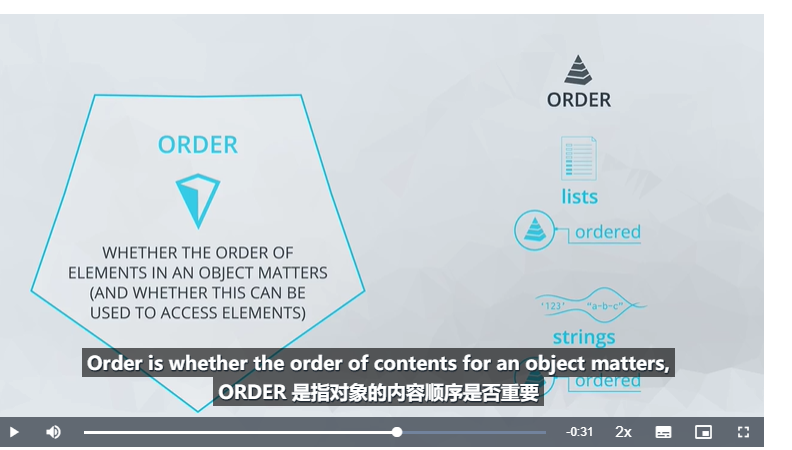 ORDER
WHETHER THE ORDER OF
ELEMENTS IN AN OBJECT MATTERS
(AND WHETHER THIS CAN BE
USED TO ACCESS ELEMENTS)
ORDER
lists
ordered
'123' "a-b-c"
strings
ordered
Order is whether the order of contents for an object matters,
ORDER 是指对象的内容顺序是否重要
-0:31 2x